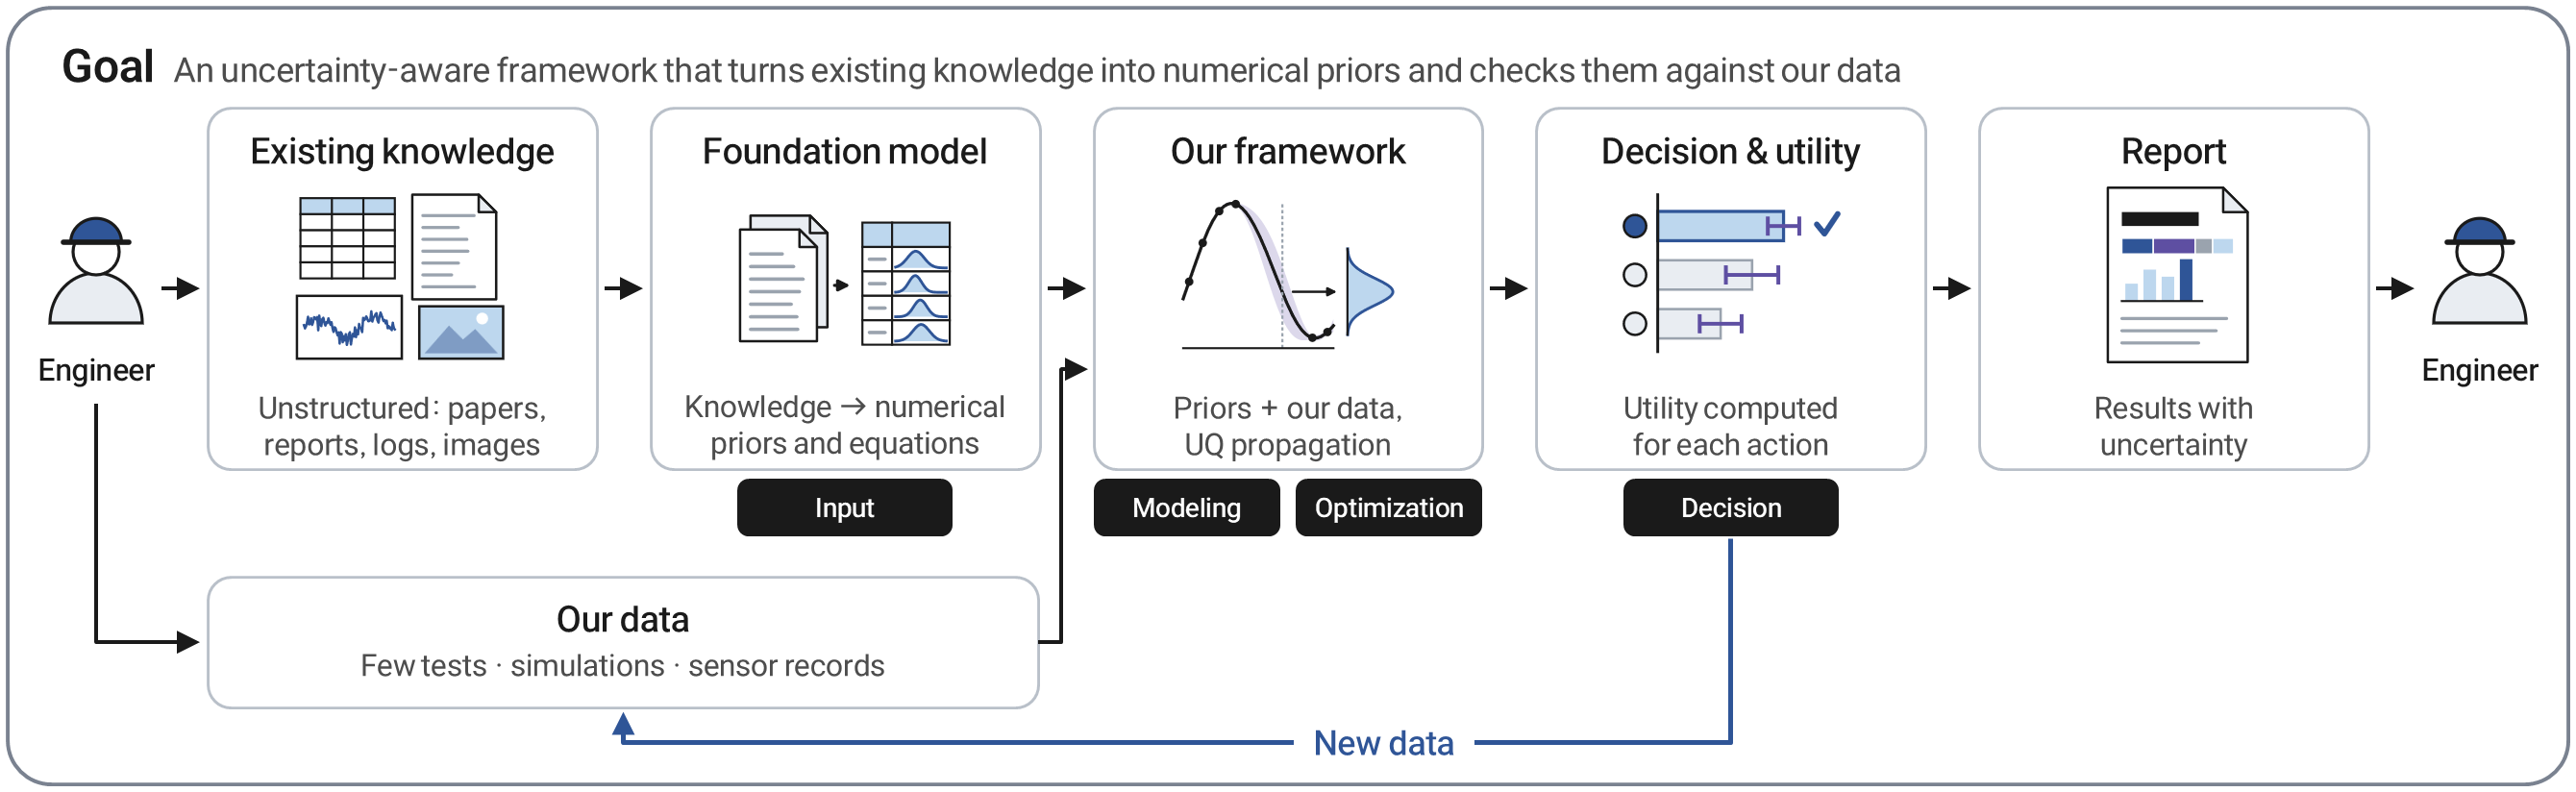 Goal An uncertainty-aware framework that turns existing knowledge into numerical priors and checks them against our data
Existing knowledge
Unstructured: papers,
reports, logs, images
Foundation model
Knowledge → numerical
priors and equations
Input
Our framework
Priors + our data,
UQ propagation
Modeling
Optimization
Decision & utility
Utility computed
for each action
Decision
Report
Results with
uncertainty
Engineer
Engineer
Our data
Few tests · simulations · sensor records
New data